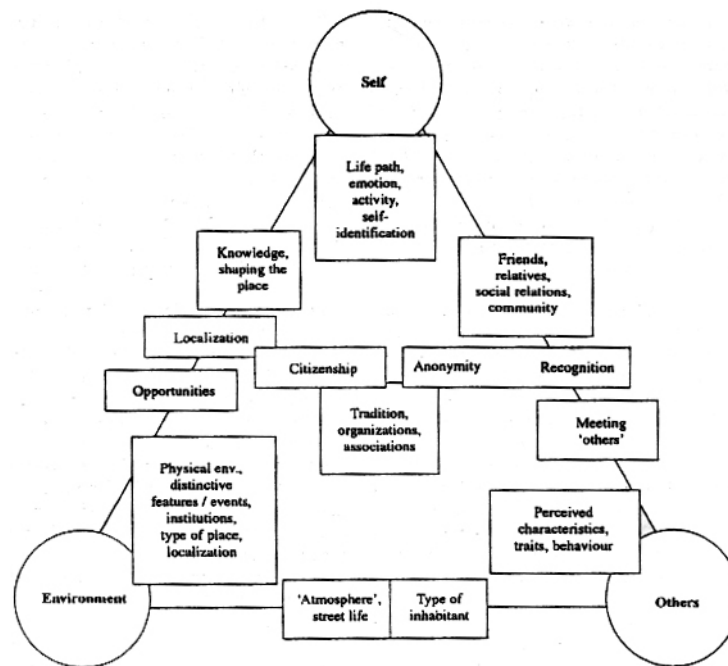 Self
Life path,
emotion,
activity,
self-
identification
Knowledge,
shaping the
place
Friends,
relatives,
social relations,
community
Localization
Citizenship
Anonymity
Recognition
Opportunities
Tradition,
organizations,
associations
Meeting
'others'
Physical env.,
distinctive
features / events,
institutions,
type of place,
localization
Perceived
characteristics,
traits, behaviour
Environment
'Atmosphere',
street life
Type of
inhabitant
Others